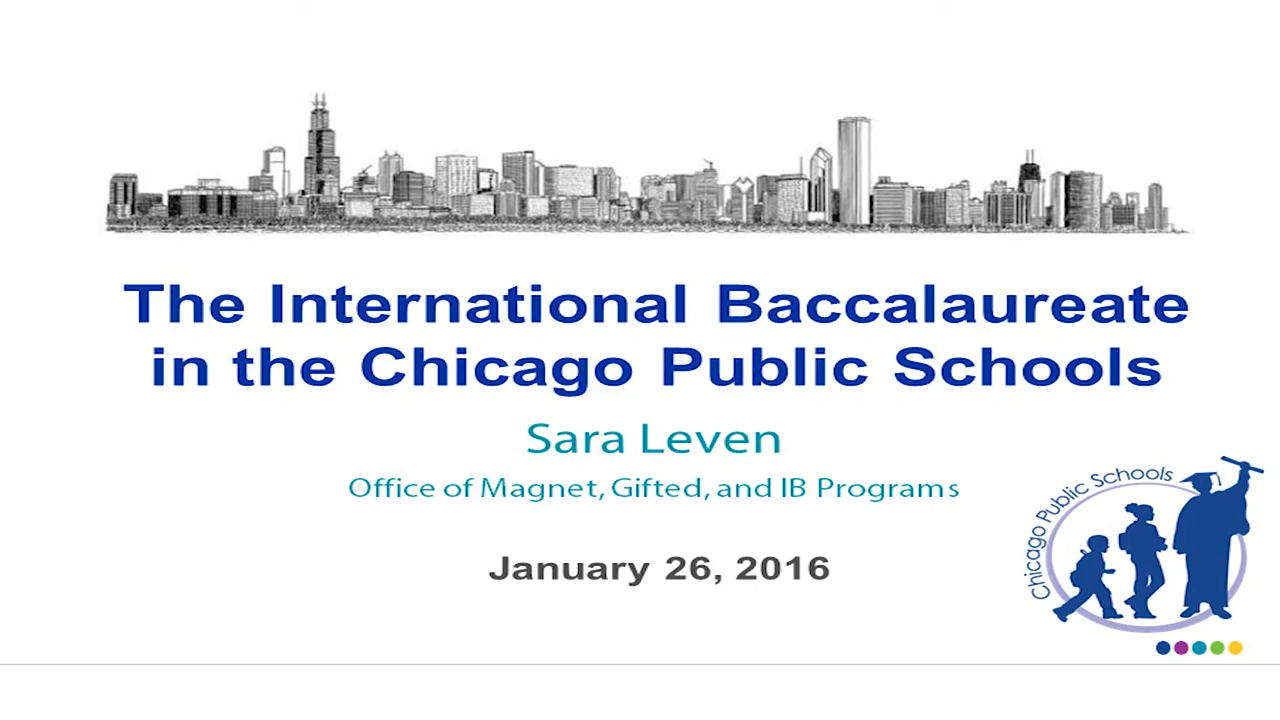 The International Baccalaureate
in the Chicago Public Schools
Sara Leven
Office of Magnet, Gifted, and IB Programs
Chicago Public Schools
January 26, 2016